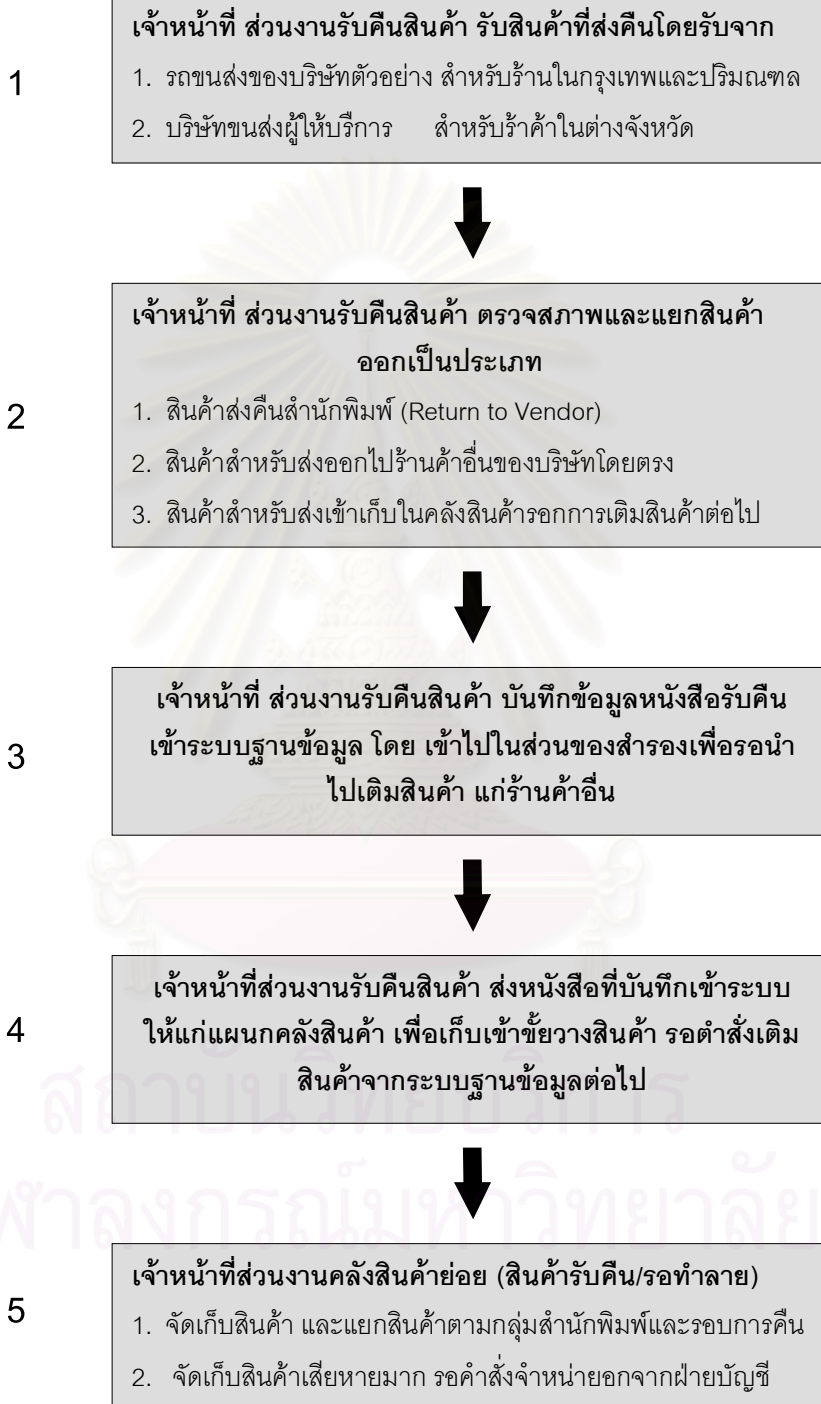 เจ้าหน้าที่ ส่วนงานรับคืนสินค้า รับสินค้าที่ส่งคืนโดยรับจาก
1
1. รถขนส่งของบริษัทตัวอย่าง สำหรับร้านในกรุงเทพและปริมณฑล
2. บริษัทขนส่งผู้ให้บรืการ สำหรับร้าค้าในต่างจังหวัด
เจ้าหน้าที่ ส่วนงานรับคืนสินค้า ตรวจสภาพและแยกสินค้า
ออกเป็นประเภท
2
1. สินค้าส่งคืนสำนักพิมพ์ (Return to Vendor)
2. สินค้าสำหรับส่งออกไปร้านค้าอื่นของบริษัทโดยตรง
3. สินค้าสำหรับส่งเข้าเก็บในคลังสินค้ารอกการเติมสินค้าต่อไป
เจ้าหน้าที่ ส่วนงานรับคืนสินค้า บันทึกข้อมูลหนังสือรับคืน
3
เข้าระบบฐานข้อมูล โดย เข้าไปในส่วนของสำรองเพื่อรอนำ
ไปเติมสินค้า แก่ร้านค้าอื่น
เจ้าหน้าที่ส่วนงานรับคืนสินค้า ส่งหนังสือที่บันทึกเข้าระบบ
4
ให้แก่แผนกคลังสินค้า เพื่อเก็บเข้าชั้ยวางสินค้า รอตำสั่งเติม
สินค้าจากระบบฐานข้อมูลต่อไป
สถาบันวิทยบริการ
ฬาลงกรณ์มหาวิทยาลัย
เจ้าหน้าที่ส่วนงานคลังสินค้าย่อย (สินค้ารับคืน/รอทำลาย)
5
1. จัดเก็บสินค้า และแยกสินค้าตามกลุ่มสำนักพิมพ์และรอบการคืน
2. จัดเก็บสินค้าเสียหายมาก รอคำสั่งจำหน่ายอกจากฝ่ายบัญชี